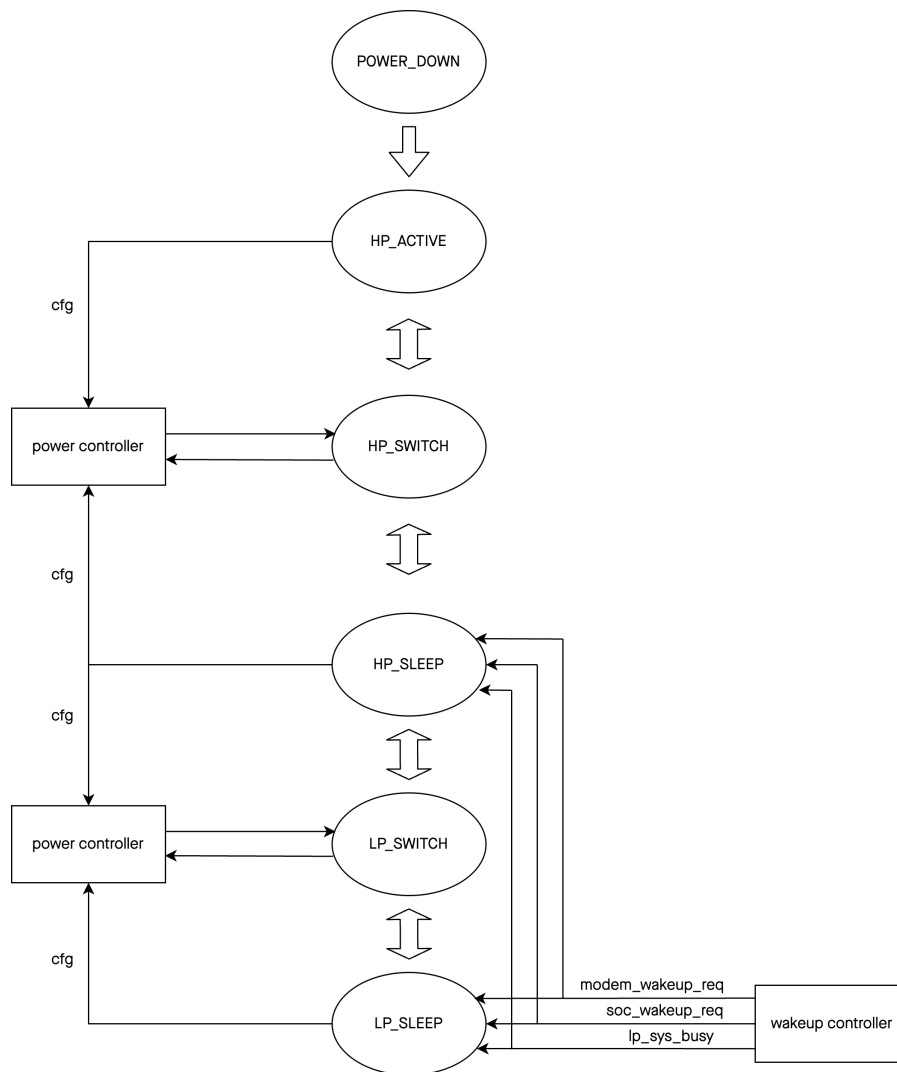 POWER_DOWN
HP_ACTIVE
cfg
power controller
HP_SWITCH
cfg
HP_SLEEP
cfg
power controller
LP_SWITCH
cfg
modem_wakeup_req
soc_wakeup_req
lp_sys_busy
LP_SLEEP
wakeup controller